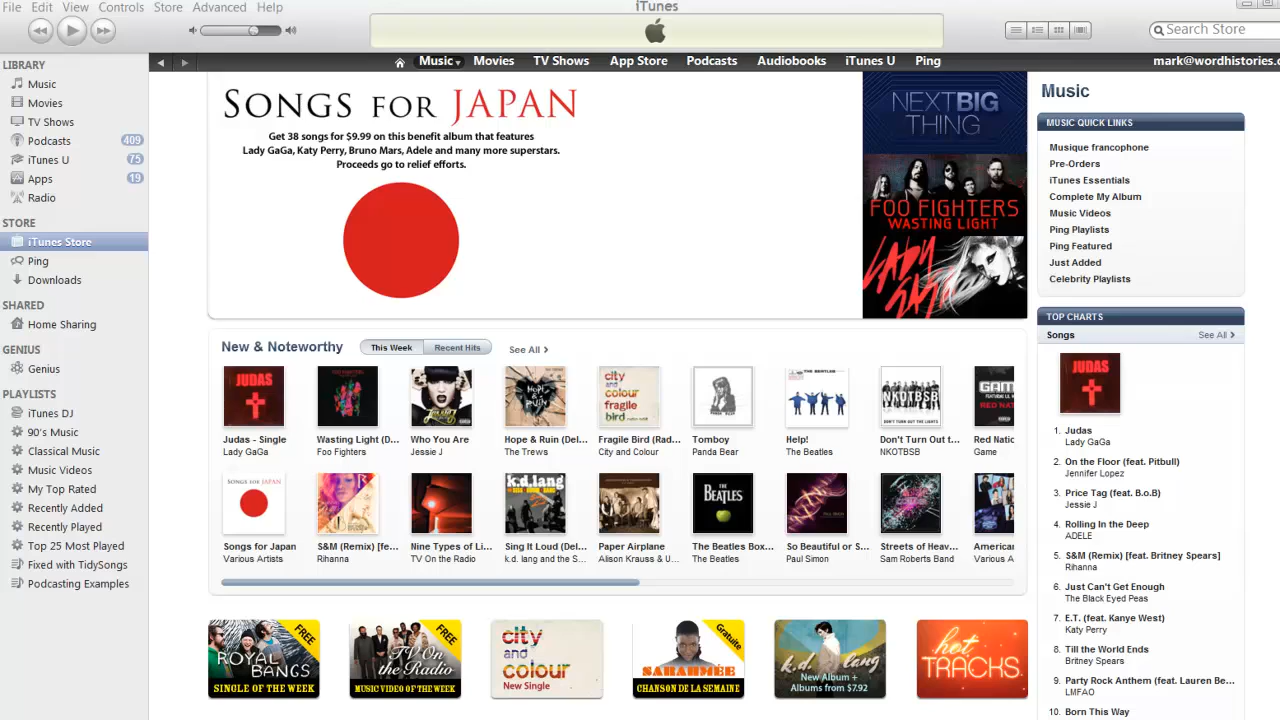 iTunes
File Edit View Controls Store Advanced Help
Search Store
LIBRARY
Music
Movies
TV Shows
Podcasts 409
iTunes U 75
Apps 19
Radio
STORE
iTunes Store
Ping
Downloads
SHARED
Home Sharing
GENIUS
Genius
PLAYLISTS
iTunes DJ
90's Music
Classical Music
Music Videos
My Top Rated
Recently Added
Recently Played
Top 25 Most Played
Fixed with TidySongs
Podcasting Examples
Music Movies TV Shows App Store Podcasts Audiobooks iTunes U Ping
mark@wordhistories.c
SONGS FOR JAPAN
Get 38 songs for $9.99 on this benefit album that features
Lady GaGa, Katy Perry, Bruno Mars, Adele and many more superstars.
Proceeds go to relief efforts.
NEXT BIG
THING
FOO FIGHTERS
WASTING LIGHT
LADY
GAGA
New & Noteworthy This Week Recent Hits See All
JUDAS
HOPE & RUIN
city
and
colour
fragile
bird
THE BEATLES
NKOTBSB
DON'T TURN OUT THE LIGHTS
GAM
RED NAT
Judas - Single Wasting Light (D... Who You Are Hope & Ruin (Del... Fragile Bird (Rad... Tomboy Help! Don't Turn Out t... Red Natic
Lady GaGa Foo Fighters Jessie J The Trews City and Colour Panda Bear The Beatles NKOTBSB Game
SONGS FOR JAPAN
k.d. lang
THE BEATLES
Songs for Japan S&M (Remix) [fe... Nine Types of Li... Sing It Loud (Del... Paper Airplane The Beatles Box... So Beautiful or S... Streets of Heav... American
Various Artists Rihanna TV On the Radio k.d. lang and the S... Alison Krauss & U... The Beatles Paul Simon Sam Roberts Band Various A
FREE
ROYAL
BANGS
SINGLE OF THE WEEK
FREE
TV On
the Radio
MUSIC VIDEO OF THE WEEK
city
and
colour
New Single
Gratuite
SARAHMÉE
CHANSON DE LA SEMAINE
k.d. lang
New Album +
Albums from $7.92
hot
TRACKS
Music
MUSIC QUICK LINKS
Musique francophone
Pre-Orders
iTunes Essentials
Complete My Album
Music Videos
Ping Playlists
Ping Featured
Just Added
Celebrity Playlists
TOP CHARTS
Songs See All
JUDAS
1. Judas
Lady GaGa
2. On the Floor (feat. Pitbull)
Jennifer Lopez
3. Price Tag (feat. B.o.B)
Jessie J
4. Rolling In the Deep
ADELE
5. S&M (Remix) [feat. Britney Spears]
Rihanna
6. Just Can't Get Enough
The Black Eyed Peas
7. E.T. (feat. Kanye West)
Katy Perry
8. Till the World Ends
Britney Spears
9. Party Rock Anthem (feat. Lauren Be...
LMFAO
10. Born This Way